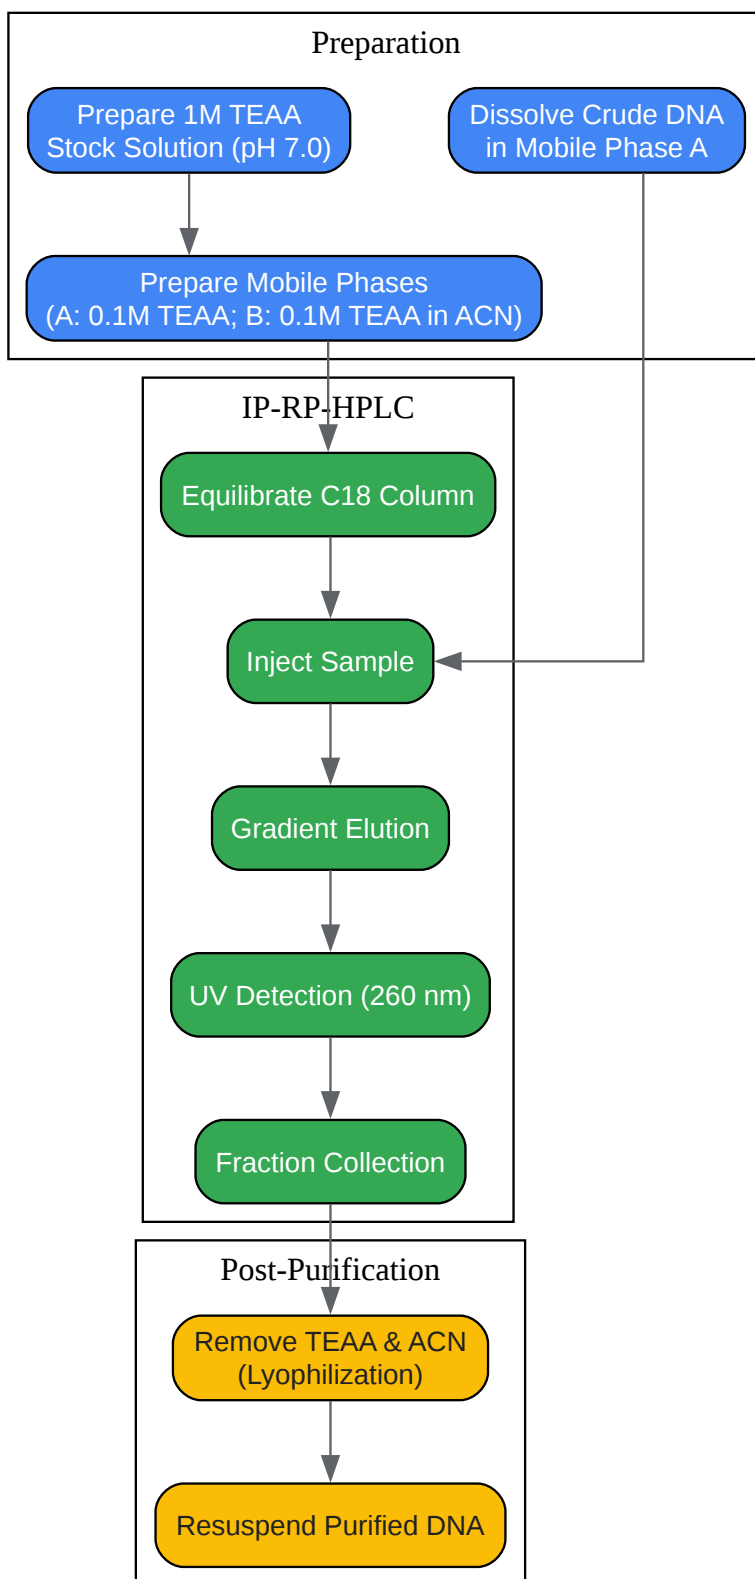 Preparation
Prepare 1M TEAA
Stock Solution (pH 7.0)
Dissolve Crude DNA
in Mobile Phase A
Prepare Mobile Phases
(A: 0.1M TEAA; B: 0.1M TEAA in ACN)
IP-RP-HPLC
Equilibrate C18 Column
Inject Sample
Gradient Elution
UV Detection (260 nm)
Fraction Collection
Post-Purification
Remove TEAA & ACN
(Lyophilization)
Resuspend Purified DNA